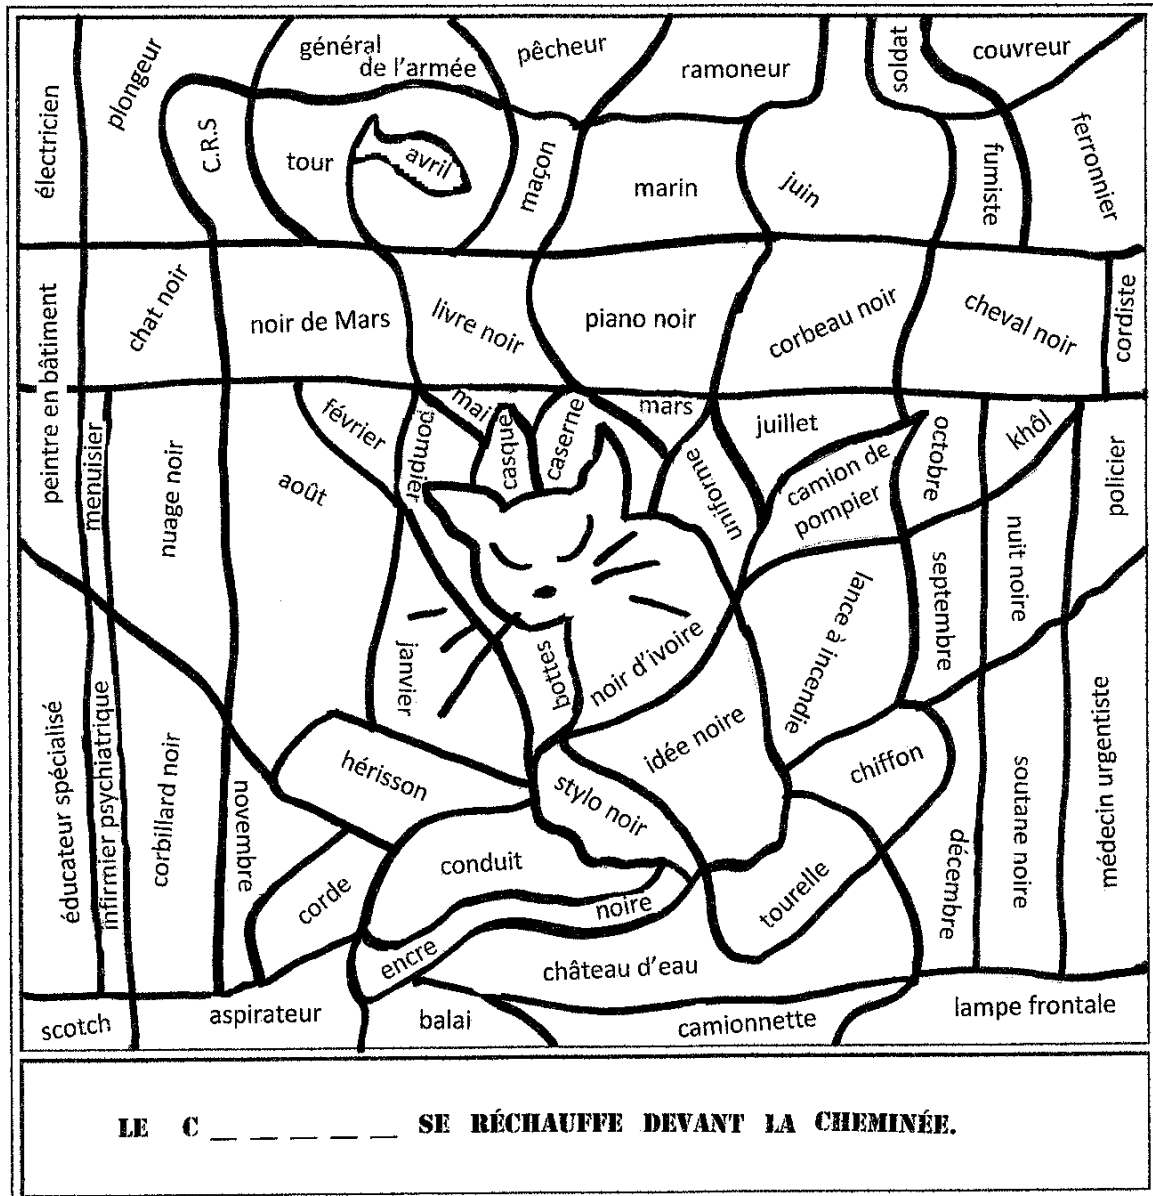 électricien
plongeur
général
de l'armée
pêcheur
ramoneur
soldat
couvreur
C.R.S
tour
avril
maçon
marin
juin
fumiste
ferronnier
peintre en bâtiment
chat noir
noir de Mars
livre noir
piano noir
corbeau noir
cheval noir
cordiste
menuisier
nuage noir
février
août
pompier
mai
casque
caserne
mars
uniforme
juillet
camion de
pompier
octobre
khôl
policier
janvier
bottes
noir d'ivoire
lance à incendie
septembre
nuit noire
éducateur spécialisé
infirmier psychiatrique
corbillard noir
novembre
hérisson
stylo noir
idée noire
chiffon
décembre
soutane noire
médecin urgentiste
corde
conduit
encre
noire
tourelle
château d'eau
scotch
aspirateur
balai
camionnette
lampe frontale
LE C _ _ _ _ _ _ SE RÉCHAUFFE DEVANT LA CHEMINÉE.